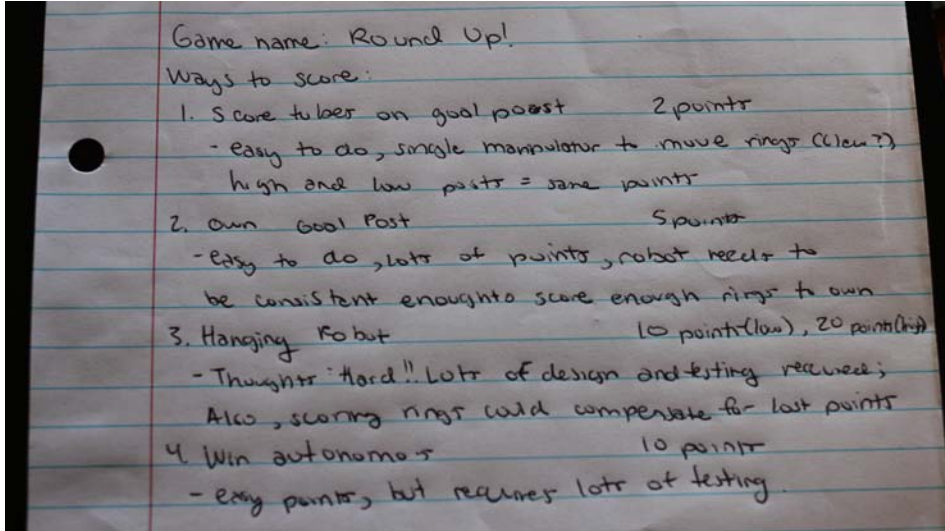 Game name: Round Up!
Ways to score:
1. Score tubes on goal post 2 points
- easy to do, single manipulator to move rings (Claw?)
high and low posts = same points
2. Own Goal Post 5 points
- easy to do, lots of points, robot needs to
be consistent enough to score enough rings to own
3. Hanging Robot 10 points (low), 20 points (high)
- Thoughts: Hard!! Lots of design and testing required;
Also, scoring rings could compensate for lost points
4. Win autonomos 10 points
- easy points, but requires lots of testing.